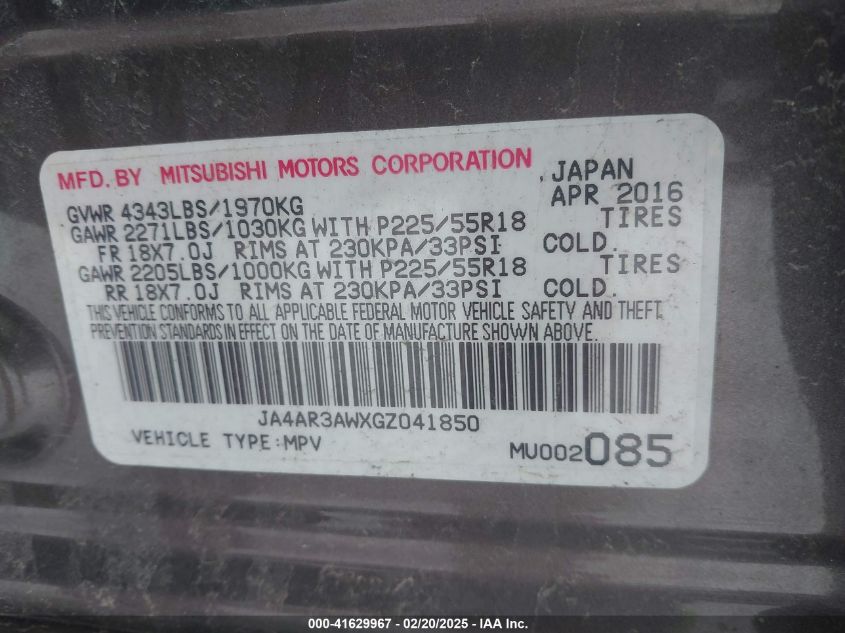 MFD. BY MITSUBISHI MOTORS CORPORATION , JAPAN
GVWR 4343LBS/1970KG APR 2016
GAWR 2271LBS/1030KG WITH P225/55R18 TIRES
FR 18X7.0J RIMS AT 230KPA/33PSI COLD.
GAWR 2205LBS/1000KG WITH P225/55R18 TIRES
RR 18X7.0J RIMS AT 230KPA/33PSI COLD.
THIS VEHICLE CONFORMS TO ALL APPLICABLE FEDERAL MOTOR VEHICLE SAFETY AND THEFT
PREVENTION STANDARDS IN EFFECT ON THE DATE OF MANUFACTURE SHOWN ABOVE.
JA4AR3AWXGZ041850
VEHICLE TYPE:MPV MU002085
000-41629967 - 02/20/2025 - IAA Inc.